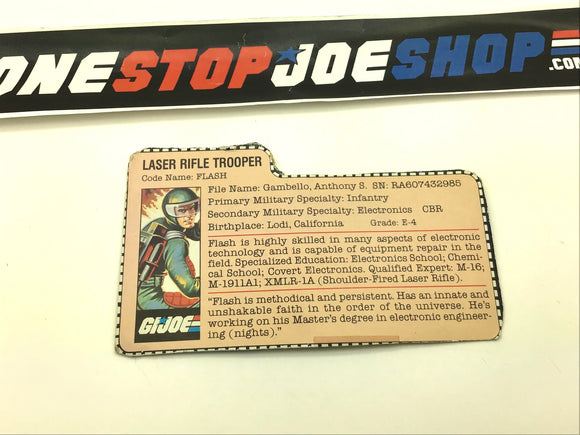 ONESTOPJOESHOP
.COM
LASER RIFLE TROOPER
Code Name: FLASH
File Name: Gambello, Anthony S. SN: RA607432985
Primary Military Specialty: Infantry
Secondary Military Specialty: Electronics CBR
Birthplace: Lodi, California Grade: E-4
Flash is highly skilled in many aspects of electronic
technology and is capable of equipment repair in the
field. Specialized Education: Electronics School; Chemi-
cal School; Covert Electronics. Qualified Expert: M-16;
M-1911A1; XMLR-1A (Shoulder-Fired Laser Rifle).
"Flash is methodical and persistent. Has an innate and
unshakable faith in the order of the universe. He's
working on his Master's degree in electronic engineer-
ing (nights)."
G.I. JOE